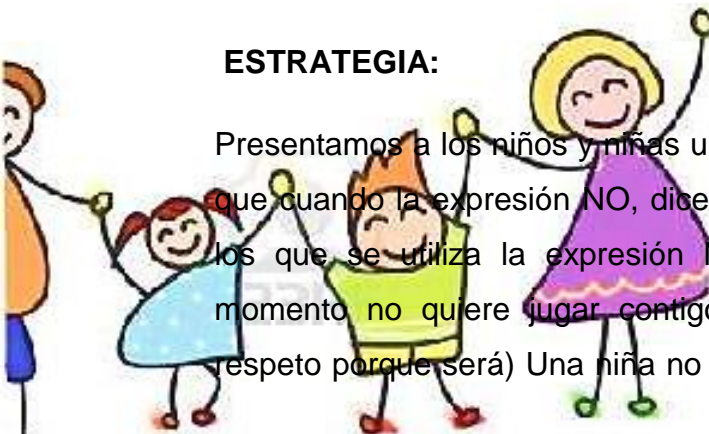 ESTRATEGIA:
Presentamos a los niños y niñas u
que cuando la expresión NO, dice
los que se utiliza la expresión
momento no quiere jugar contigo
respeto porque será) Una niña no